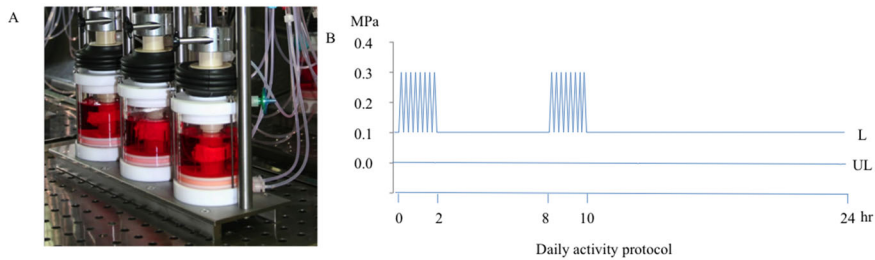 A
B
MPa
0.4
0.3
0.2
0.1
L
0.0
UL
0 2 8 10 24 hr
Daily activity protocol